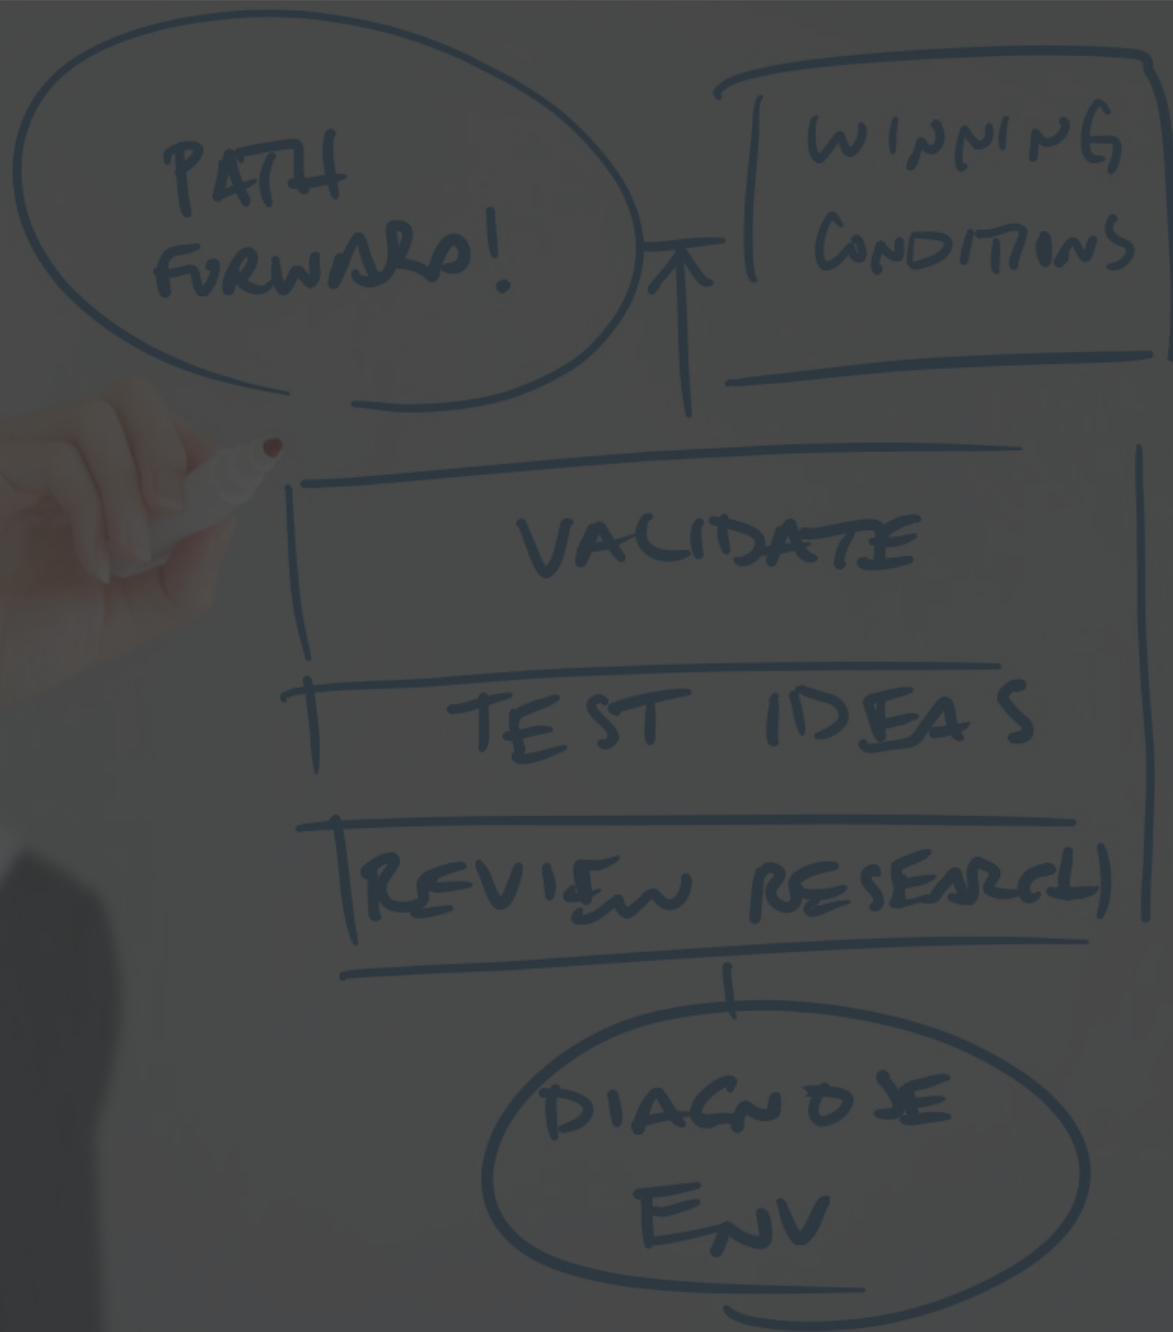 PATH
FORWARD!
WINNING
CONDITIONS
VALIDATE
TEST IDEAS
REVIEW RESEARCH
DIAGNOSE
ENV